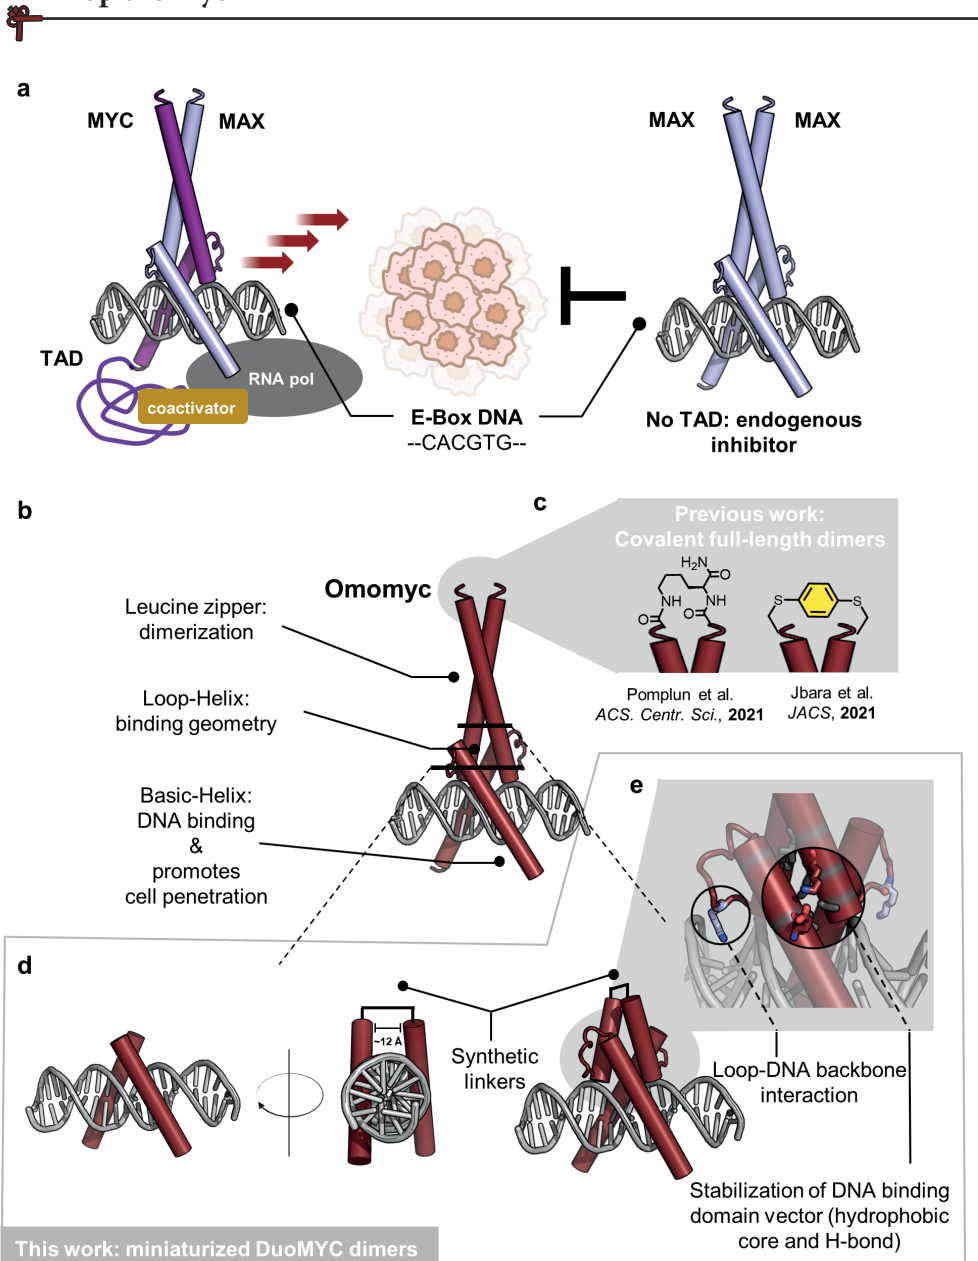 a
MYC
MAX
MAX
MAX
TAD
RNA pol
coactivator
E-Box DNA
--CACGTG--
No TAD: endogenous
inhibitor
b
c
Previous work:
Covalent full-length dimers
H₂N
O
NH
NH
O
O
S
S
Pomplun et al.
ACS. Centr. Sci., 2021
Jbara et al.
JACS, 2021
Omomyc
Leucine zipper:
dimerization
Loop-Helix:
binding geometry
Basic-Helix:
DNA binding
&
promotes
cell penetration
e
d
~12 Å
Synthetic
linkers
Loop-DNA backbone
interaction
Stabilization of DNA binding
domain vector (hydrophobic
core and H-bond)
This work: miniaturized DuoMYC dimers